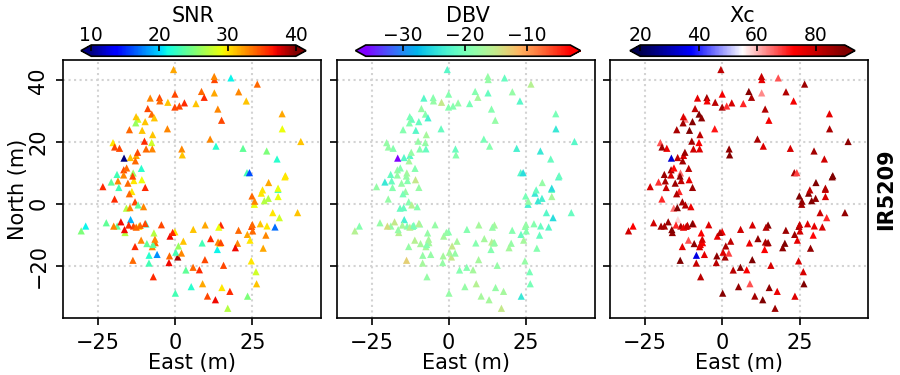 SNR DBV Xc
10 20 30 40 −30 −20 −10 20 40 60 80
40
20
0
−20
North (m)
IR5209
−25 0 25 −25 0 25 −25 0 25
East (m) East (m) East (m)